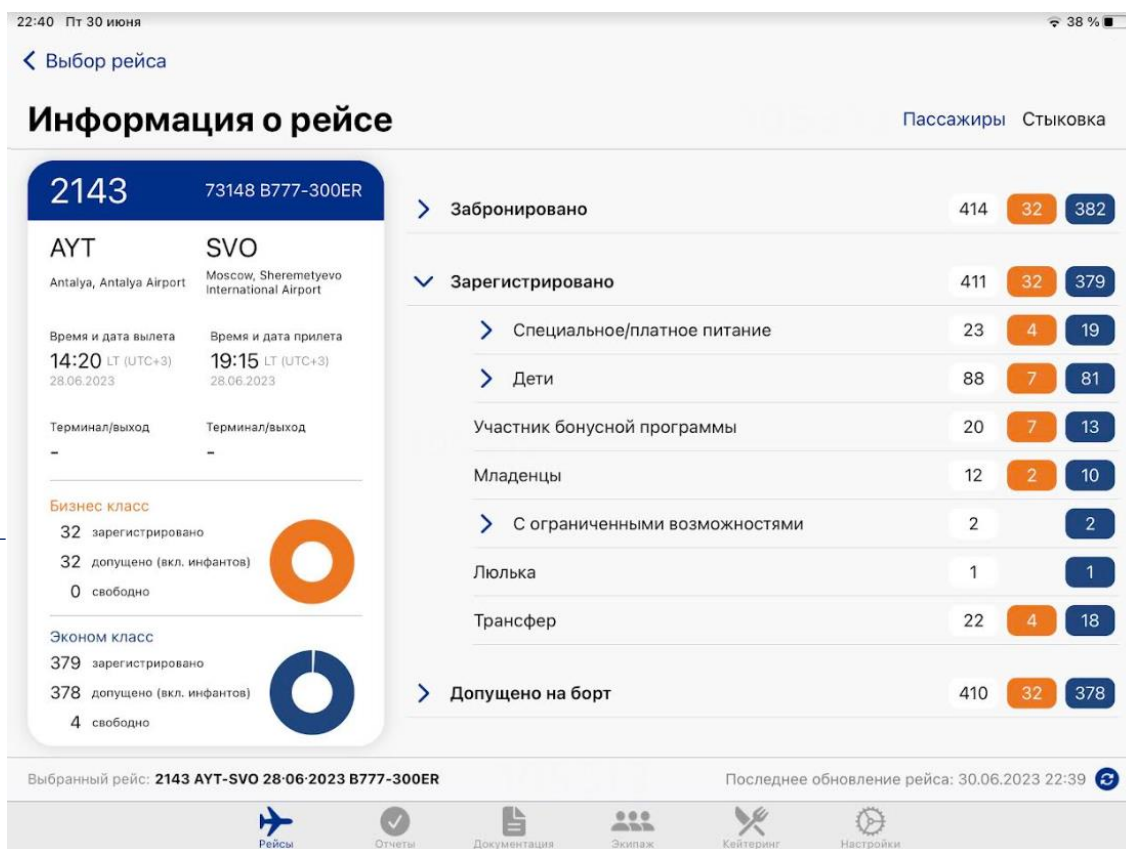 22:40 Пт 30 июня
38 %
Выбор рейса
Информация о рейсе
Пассажиры Стыковка
2143 73148 B777-300ER
AYT SVO
Antalya, Antalya Airport
Moscow, Sheremetyevo
International Airport
Время и дата вылета Время и дата прилета
14:20 LT (UTC+3) 19:15 LT (UTC+3)
28.06.2023 28.06.2023
Терминал/выход Терминал/выход
- -
Бизнес класс
32 зарегистрировано
32 допущено (вкл. инфантов)
0 свободно
Эконом класс
379 зарегистрировано
378 допущено (вкл. инфантов)
4 свободно
Забронировано 414 32 382
Зарегистрировано 411 32 379
Специальное/платное питание 23 4 19
Дети 88 7 81
Участник бонусной программы 20 7 13
Младенцы 12 2 10
С ограниченными возможностями 2 2
Люлька 1 1
Трансфер 22 4 18
Допущено на борт 410 32 378
Выбранный рейс: 2143 AYT-SVO 28·06·2023 B777-300ER
Последнее обновление рейса: 30.06.2023 22:39
Рейсы Отчеты Документация Экипаж Кейтеринг Настройки